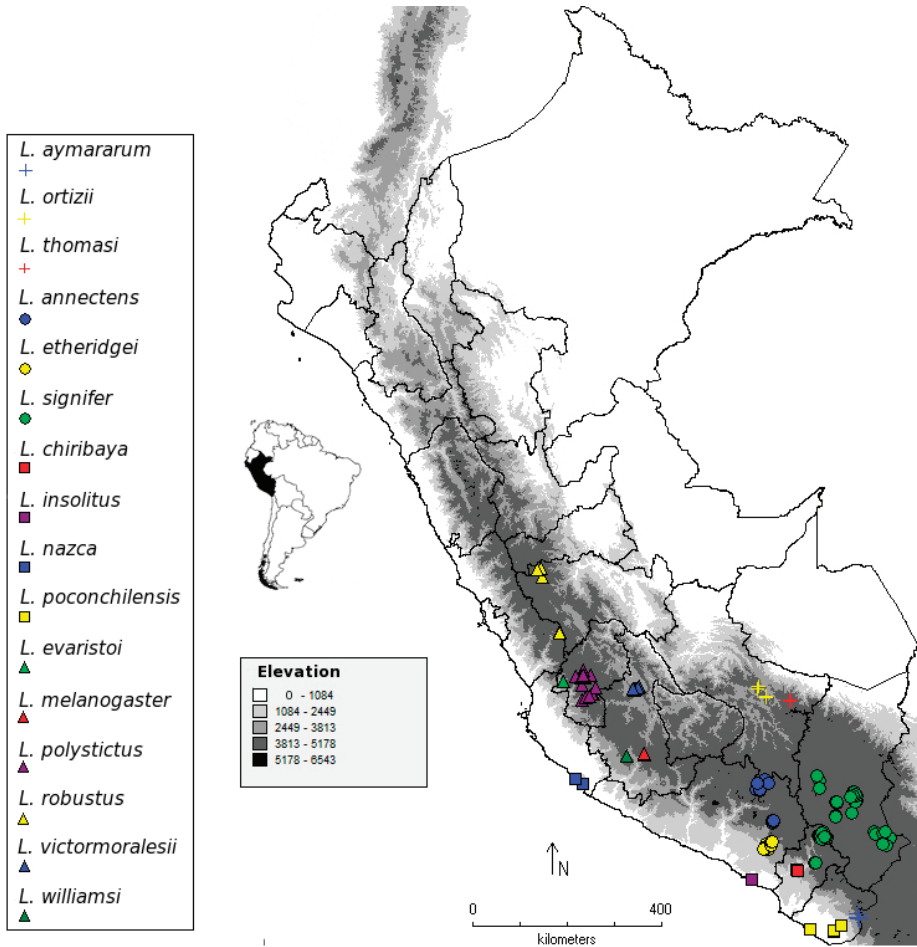 L. aymararum
L. ortizii
L. thomasi
L. annectens
L. etheridgei
L. signifer
L. chiribaya
L. insolitus
L. nazca
L. poconchilensis
L. evaristoi
L. melanogaster
L. polystictus
L. robustus
L. victormoralesii
L. williamsi
Elevation
0 - 1084
1084 - 2449
2449 - 3813
3813 - 5178
5178 - 6543
N
0 400
kilometers